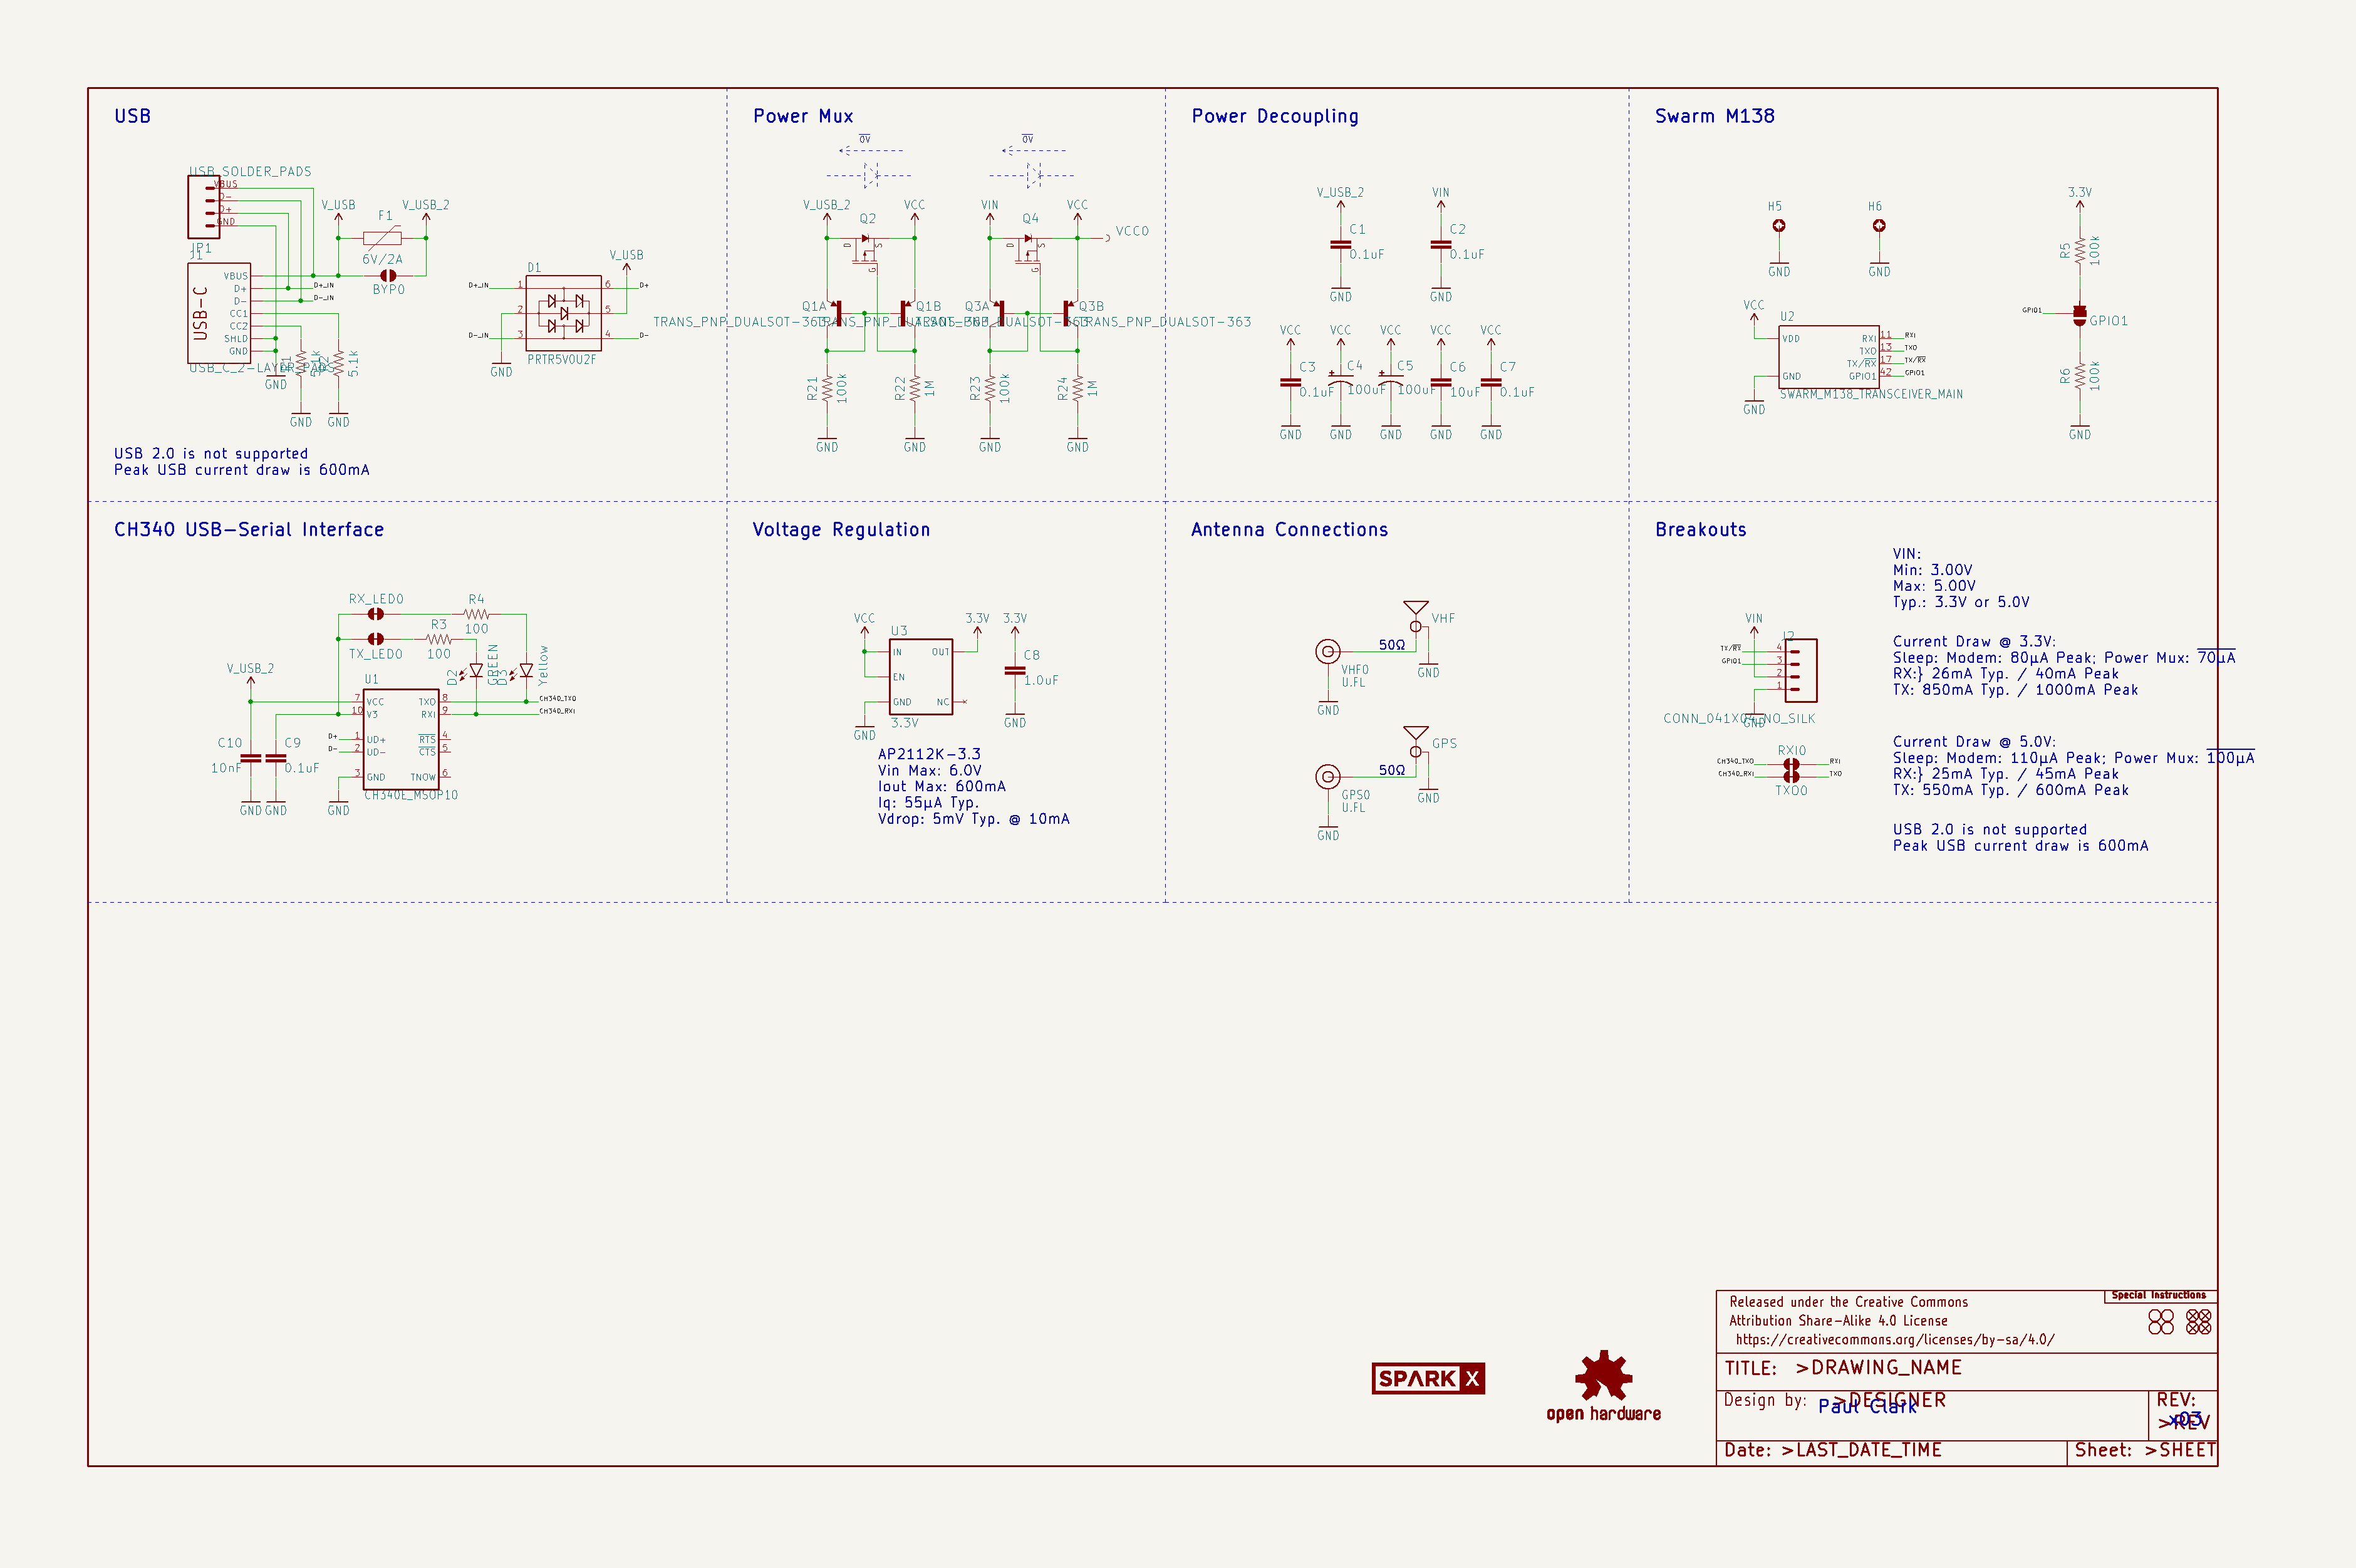 USB
USB_SOLDER_PADS
VBUS
D-
D+
GND
JP1
J1
USB-C
VBUS
D+
D-
CC1
CC2
SHLD
GND
USB_C_2-LAYER_PADS
V_USB
F1
V_USB_2
6V/2A
BYP0
D+_IN
D-_IN
R1
5.1k
R2
5.1k
GND
GND
GND
D1
V_USB
D+_IN
1
6
D+
2
5
D-_IN
3
4
D-
PRTR5V0U2F
GND
USB 2.0 is not supported
Peak USB current draw is 600mA
Power Mux
0V
0V
V_USB_2
Q2
VCC
VIN
Q4
VCC
VCC0
D
S
G
D
S
G
Q1A
Q1B
Q3A
Q3B
TRANS_PNP_DUALSOT-363
TRANS_PNP_DUALSOT-363
TRANS_PNP_DUALSOT-363
TRANS_PNP_DUALSOT-363
R21
100k
R22
1M
R23
100k
R24
1M
GND
GND
GND
GND
Power Decoupling
V_USB_2
VIN
C1
0.1uF
C2
0.1uF
GND
GND
VCC
VCC
VCC
VCC
VCC
C3
0.1uF
C4
100uF
C5
100uF
C6
10uF
C7
0.1uF
GND
GND
GND
GND
GND
Swarm M138
H5
H6
GND
GND
3.3V
R5
100k
GPIO1
GPIO1
R6
100k
GND
VCC
U2
VDD
GND
RXI
11
RXI
TXO
13
TXO
TX/RX
17
TX/RX
GPIO1
42
GPIO1
SWARM_M138_TRANSCEIVER_MAIN
GND
CH340 USB-Serial Interface
RX_LED0
R4
100
R3
TX_LED0
100
D2
GREEN
D3
Yellow
V_USB_2
U1
7
VCC
TXO
8
CH340_TXO
10
V3
RXI
9
CH340_RXI
D+
1
UD+
RTS
4
D-
2
UD-
CTS
5
3
GND
TNOW
6
CH340E_MSOP10
C10
10nF
C9
0.1uF
GND
GND
GND
Voltage Regulation
VCC
U3
3.3V
3.3V
IN
OUT
EN
GND
NC
3.3V
C8
1.0uF
GND
GND
AP2112K-3.3
Vin Max: 6.0V
Iout Max: 600mA
Iq: 55µA Typ.
Vdrop: 5mV Typ. @ 10mA
Antenna Connections
VHF
50Ω
VHF0
U.FL
GND
GND
GPS
50Ω
GPS0
U.FL
GND
GND
Breakouts
VIN:
Min: 3.00V
Max: 5.00V
Typ.: 3.3V or 5.0V
Current Draw @ 3.3V:
Sleep: Modem: 80µA Peak; Power Mux: 70µA
RX:} 26mA Typ. / 40mA Peak
TX: 850mA Typ. / 1000mA Peak
Current Draw @ 5.0V:
Sleep: Modem: 110µA Peak; Power Mux: 100µA
RX:} 25mA Typ. / 45mA Peak
TX: 550mA Typ. / 600mA Peak
USB 2.0 is not supported
Peak USB current draw is 600mA
VIN
J2
TX/RX
4
GPIO1
3
2
1
CONN_041X04_NO_SILK
GND
RXI0
CH340_TXO
RXI
CH340_RXI
TXO
TXO0
SPARK X
open hardware
Released under the Creative Commons
Attribution Share-Alike 4.0 License
https://creativecommons.org/licenses/by-sa/4.0/
Special Instructions
TITLE: >DRAWING_NAME
Design by: >DESIGNER
Paul Clark
REV:
>REV
x03
Date: >LAST_DATE_TIME
Sheet: >SHEET